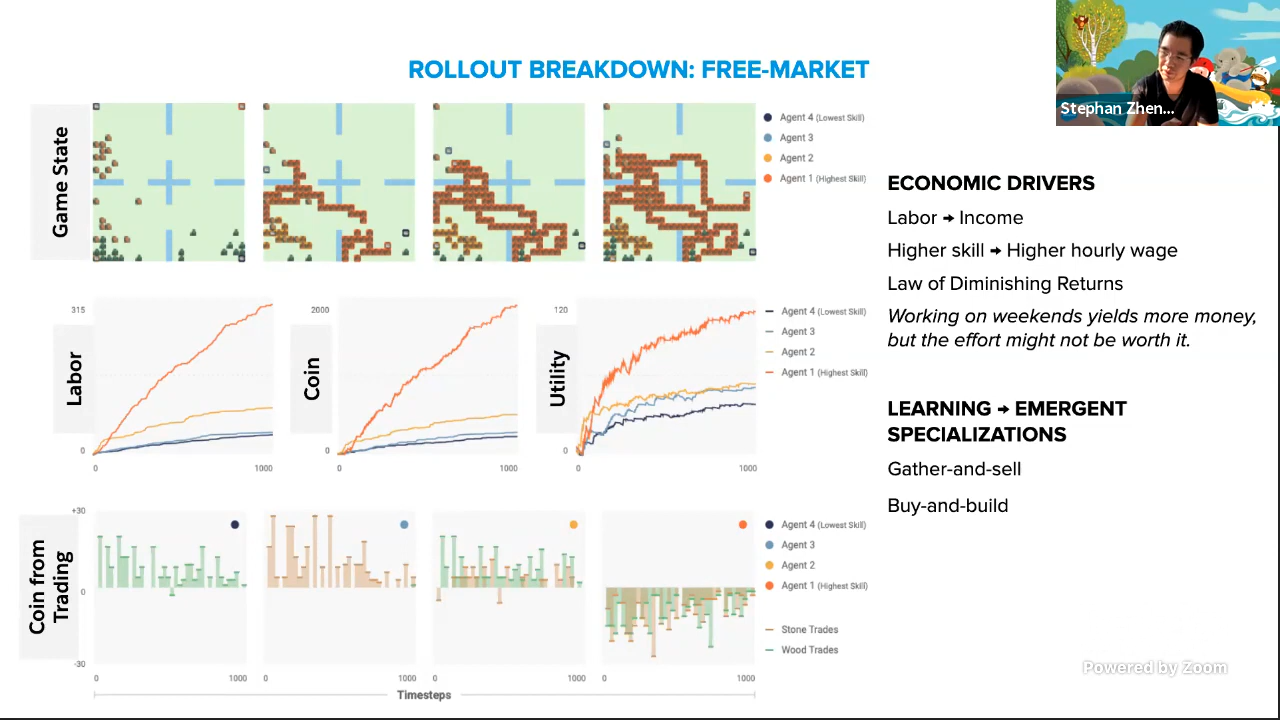 ROLLOUT BREAKDOWN: FREE-MARKET
Stephan Zhen...
Game State
Agent 4 (Lowest Skill)
Agent 3
Agent 2
Agent 1 (Highest Skill)
ECONOMIC DRIVERS
Labor → Income
Higher skill → Higher hourly wage
Law of Diminishing Returns
Working on weekends yields more money,
but the effort might not be worth it.
LEARNING → EMERGENT
SPECIALIZATIONS
Gather-and-sell
Buy-and-build
Labor
315
0
0
1000
Coin
2000
0
0
1000
Utility
120
0
0
1000
Agent 4 (Lowest Skill)
Agent 3
Agent 2
Agent 1 (Highest Skill)
Coin from
Trading
+30
0
-30
0
1000
0
1000
0
1000
0
1000
Timesteps
Agent 4 (Lowest Skill)
Agent 3
Agent 2
Agent 1 (Highest Skill)
Stone Trades
Wood Trades
Powered by Zoom